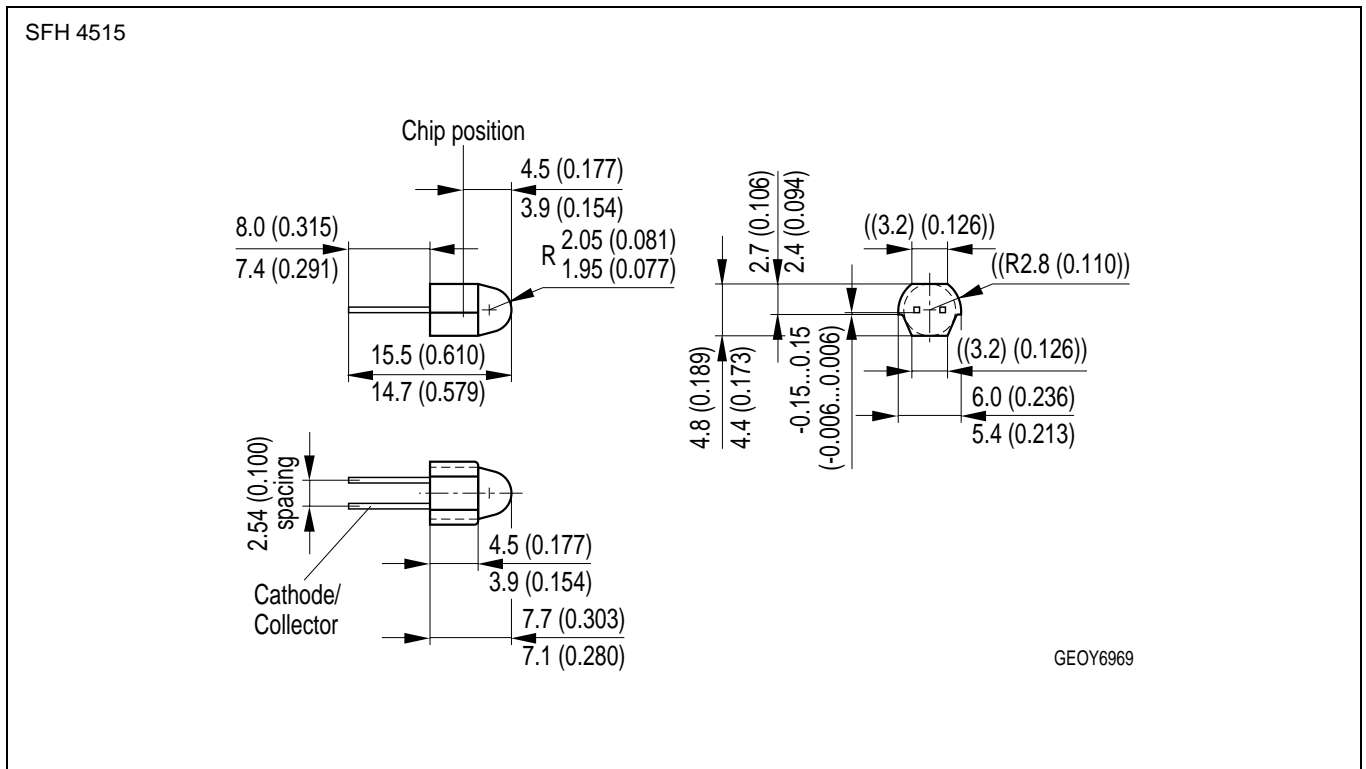 SFH 4515
Chip position
4.5 (0.177)
3.9 (0.154)
8.0 (0.315)
7.4 (0.291)
R
2.05 (0.081)
1.95 (0.077)
15.5 (0.610)
14.7 (0.579)
2.7 (0.106)
2.4 (0.094)
((3.2) (0.126))
((R2.8 (0.110))
4.8 (0.189)
4.4 (0.173)
-0.15...0.15
(-0.006...0.006)
((3.2) (0.126))
6.0 (0.236)
5.4 (0.213)
2.54 (0.100)
spacing
4.5 (0.177)
3.9 (0.154)
Cathode/
Collector
7.7 (0.303)
7.1 (0.280)
GEOY6969